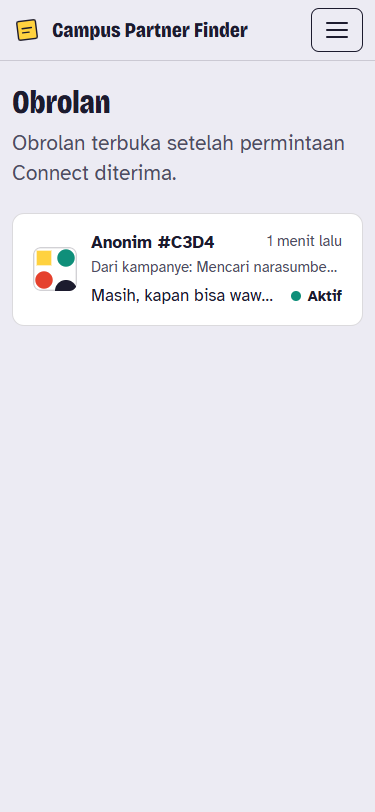 Campus Partner Finder
Obrolan
Obrolan terbuka setelah permintaan
Connect diterima.
Anonim #C3D4 1 menit lalu
Dari kampanye: Mencari narasumbe...
Masih, kapan bisa waw... Aktif